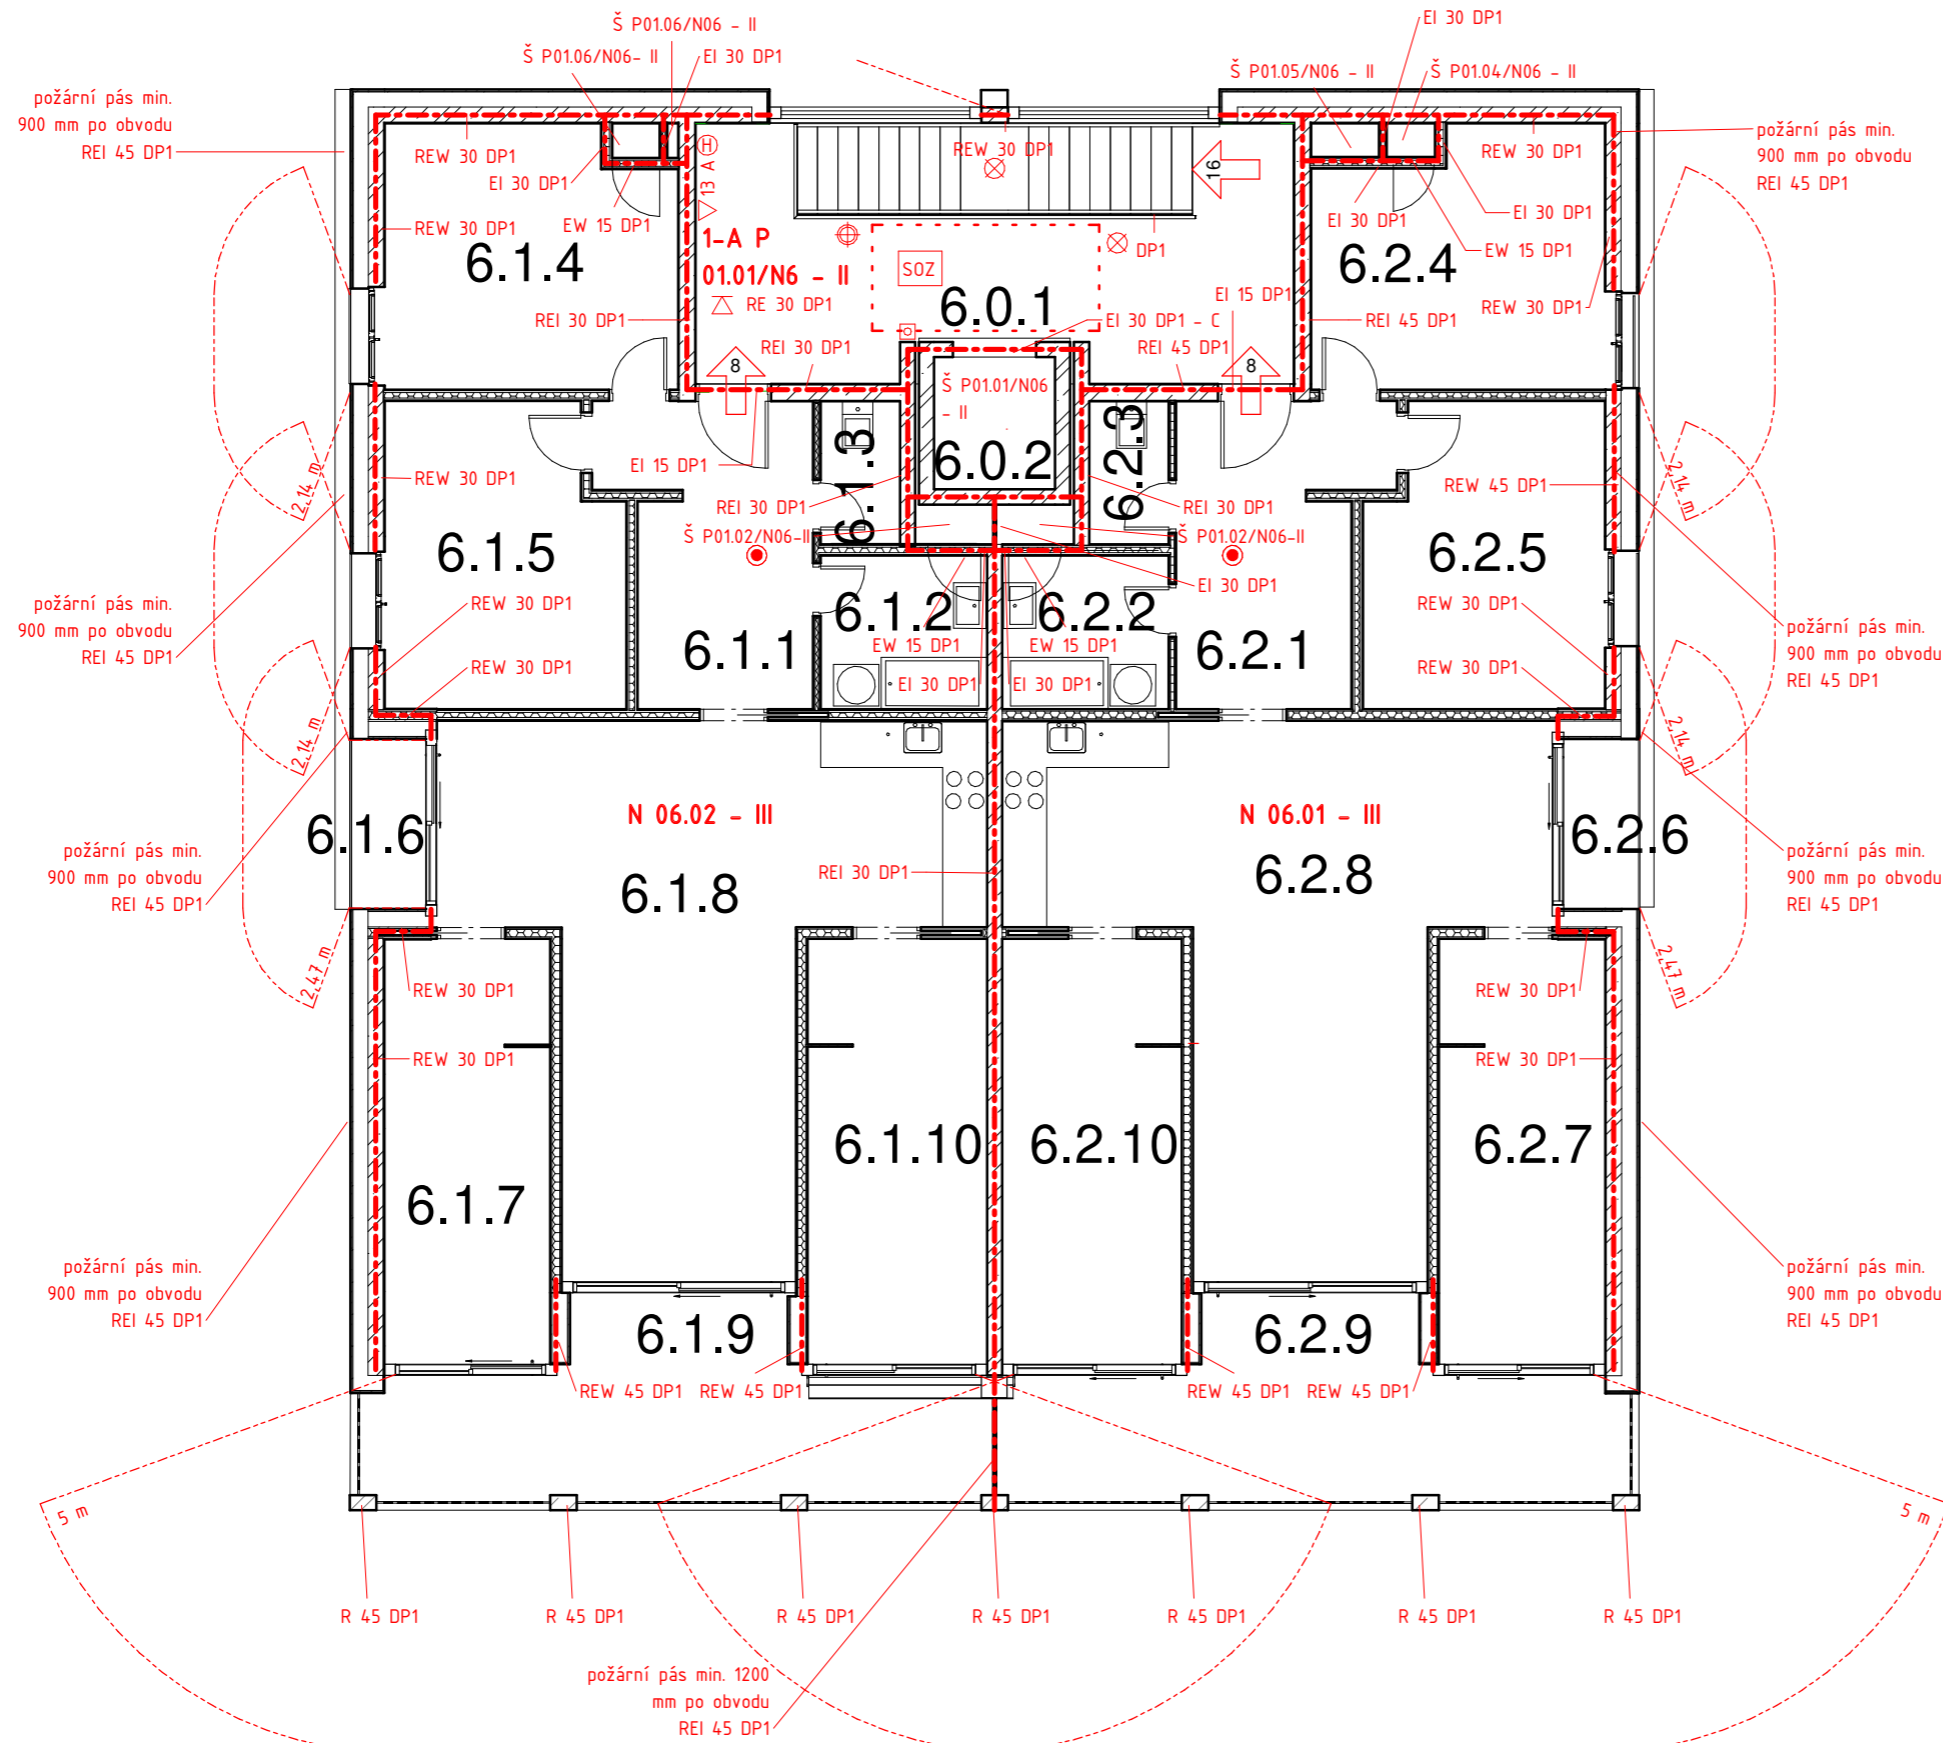 Š P01.06/N06 - II
Š P01.06/N06- II
EI 30 DP1
EI 30 DP1
Š P01.05/N06 - II
Š P01.04/N06 - II
požární pás min.
900 mm po obvodu
REI 45 DP1
požární pás min.
900 mm po obvodu
REI 45 DP1
REW 30 DP1
EI 30 DP1
EW 15 DP1
REW 30 DP1
6.1.4
H
13 A
1-A P
01.01/N6 - II
RE 30 DP1
REI 30 DP1
REI 30 DP1
REW 30 DP1
16
DP1
SOZ
6.0.1
EI 30 DP1 - C
REI 45 DP1
EI 15 DP1
8
8
REW 30 DP1
EI 30 DP1
EI 30 DP1
EW 15 DP1
6.2.4
REW 30 DP1
REI 45 DP1
Š P01.01/N06
- II
6.0.2
6.1.3
6.2.3
EI 15 DP1
REI 30 DP1
REI 30 DP1
Š P01.02/N06-II
Š P01.02/N06-II
REW 30 DP1
REW 45 DP1
2.14 m
2.14 m
6.1.5
6.2.5
EI 30 DP1
REW 30 DP1
REW 30 DP1
6.1.2
6.2.2
požární pás min.
900 mm po obvodu
REI 45 DP1
požární pás min.
900 mm po obvodu
REI 45 DP1
6.1.1
6.2.1
EW 15 DP1
EW 15 DP1
REW 30 DP1
REW 30 DP1
EI 30 DP1
EI 30 DP1
2.14 m
2.14 m
N 06.02 - III
N 06.01 - III
6.1.6
6.2.6
požární pás min.
900 mm po obvodu
REI 45 DP1
požární pás min.
900 mm po obvodu
REI 45 DP1
6.1.8
REI 30 DP1
6.2.8
2.47 m
2.47 m
REW 30 DP1
REW 30 DP1
REW 30 DP1
REW 30 DP1
6.1.7
6.1.10
6.2.10
6.2.7
požární pás min.
900 mm po obvodu
REI 45 DP1
požární pás min.
900 mm po obvodu
REI 45 DP1
6.1.9
6.2.9
REW 45 DP1
REW 45 DP1
REW 45 DP1
REW 45 DP1
5 m
5 m
R 45 DP1
R 45 DP1
R 45 DP1
R 45 DP1
R 45 DP1
R 45 DP1
R 45 DP1
požární pás min. 1200
mm po obvodu
REI 45 DP1